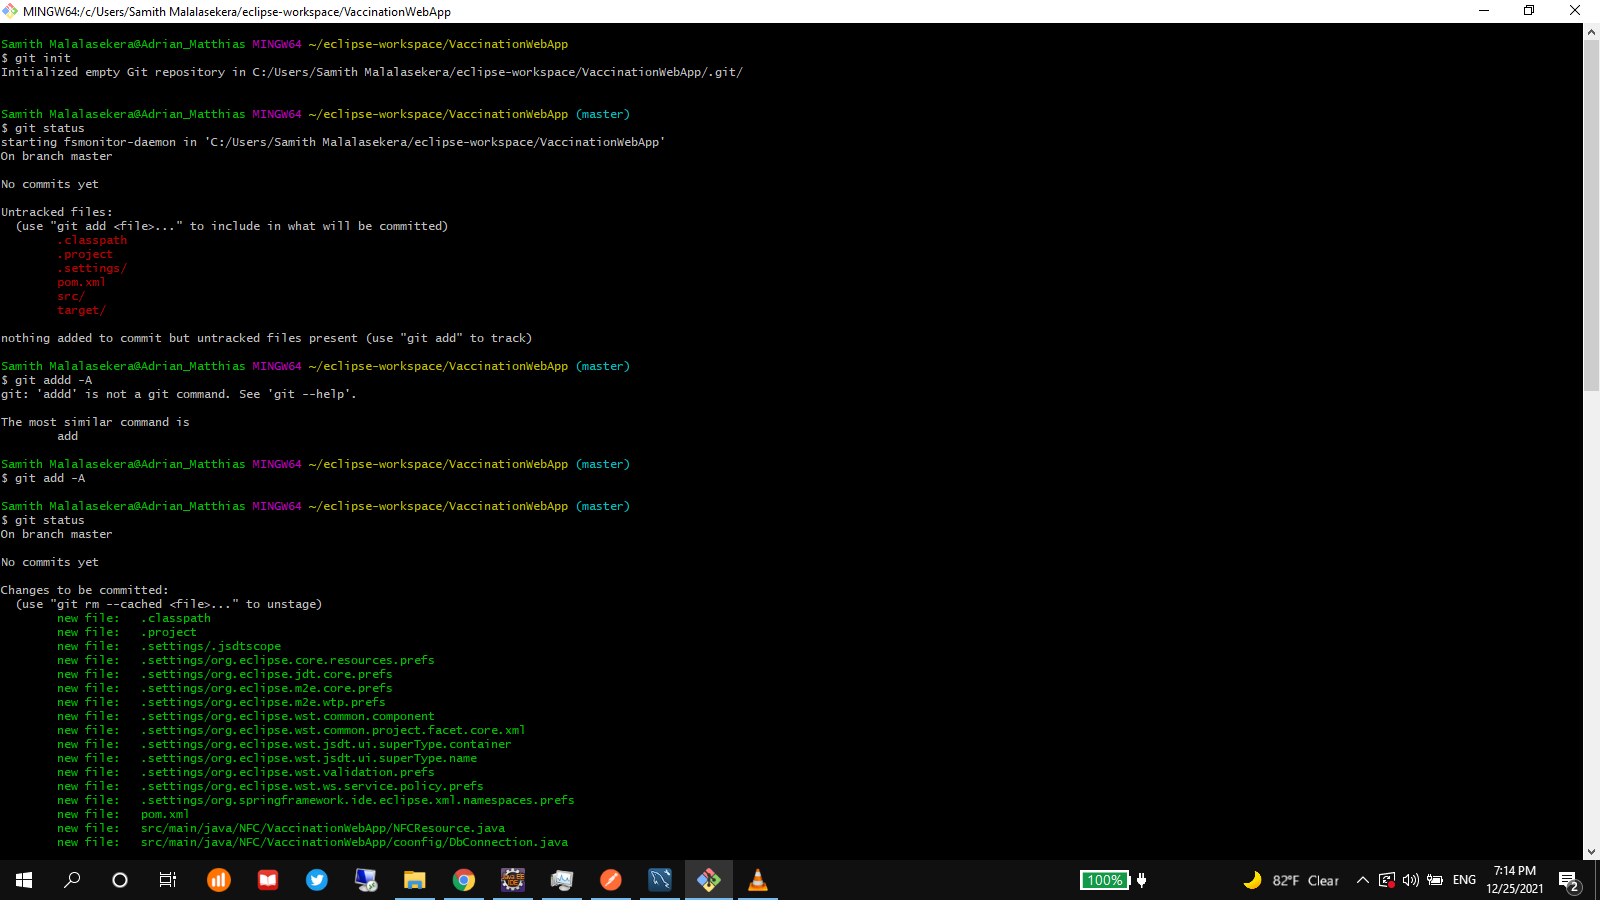 MINGW64:/c/Users/Samith Malalasekera/eclipse-workspace/VaccinationWebApp
Samith Malalasekera@Adrian_Matthias MINGW64 ~/eclipse-workspace/VaccinationWebApp
$ git init
Initialized empty Git repository in C:/Users/Samith Malalasekera/eclipse-workspace/VaccinationWebApp/.git/
Samith Malalasekera@Adrian_Matthias MINGW64 ~/eclipse-workspace/VaccinationWebApp (master)
$ git status
starting fsmonitor-daemon in 'C:/Users/Samith Malalasekera/eclipse-workspace/VaccinationWebApp'
On branch master
No commits yet
Untracked files:
(use "git add <file>..." to include in what will be committed)
.classpath
.project
.settings/
pom.xml
src/
target/
nothing added to commit but untracked files present (use "git add" to track)
Samith Malalasekera@Adrian_Matthias MINGW64 ~/eclipse-workspace/VaccinationWebApp (master)
$ git addd -A
git: 'addd' is not a git command. See 'git --help'.
The most similar command is
add
Samith Malalasekera@Adrian_Matthias MINGW64 ~/eclipse-workspace/VaccinationWebApp (master)
$ git add -A
Samith Malalasekera@Adrian_Matthias MINGW64 ~/eclipse-workspace/VaccinationWebApp (master)
$ git status
On branch master
No commits yet
Changes to be committed:
(use "git rm --cached <file>..." to unstage)
new file:   .classpath
new file:   .project
new file:   .settings/.jsdtscope
new file:   .settings/org.eclipse.core.resources.prefs
new file:   .settings/org.eclipse.jdt.core.prefs
new file:   .settings/org.eclipse.m2e.core.prefs
new file:   .settings/org.eclipse.m2e.wtp.prefs
new file:   .settings/org.eclipse.wst.common.component
new file:   .settings/org.eclipse.wst.common.project.facet.core.xml
new file:   .settings/org.eclipse.wst.jsdt.ui.superType.container
new file:   .settings/org.eclipse.wst.jsdt.ui.superType.name
new file:   .settings/org.eclipse.wst.validation.prefs
new file:   .settings/org.eclipse.wst.ws.service.policy.prefs
new file:   .settings/org.springframework.ide.eclipse.xml.namespaces.prefs
new file:   pom.xml
new file:   src/main/java/NFC/VaccinationWebApp/NFCResource.java
new file:   src/main/java/NFC/VaccinationWebApp/coonfig/DbConnection.java
100%
82°F Clear
ENG
7:14 PM
12/25/2021
2